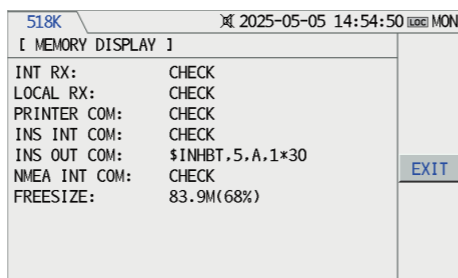 518K 2025-05-05 14:54:50 LOC MON
[ MEMORY DISPLAY ]
INT RX: CHECK
LOCAL RX: CHECK
PRINTER COM: CHECK
INS INT COM: CHECK
INS OUT COM: $INHBT,5,A,1*30
NMEA INT COM: CHECK
FREESIZE: 83.9M(68%)
EXIT